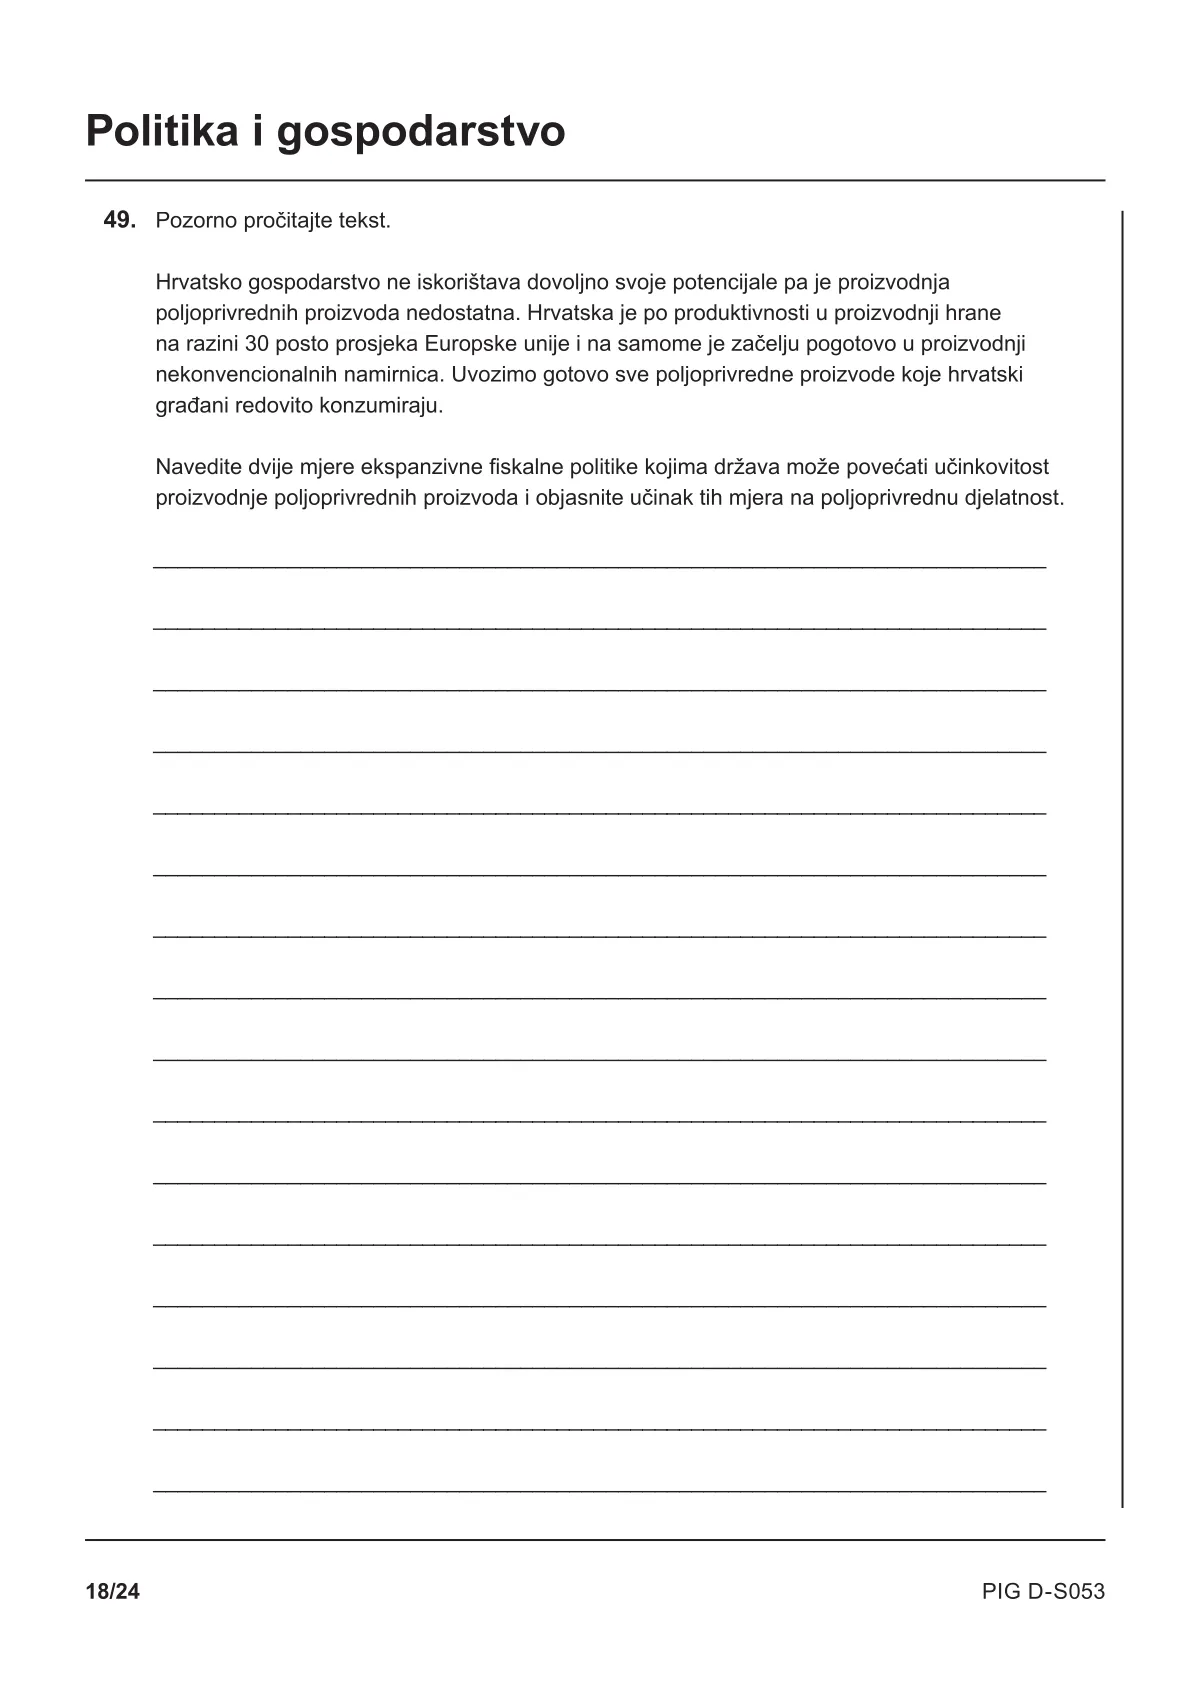 Politika i gospodarstvo
49. Pozorno pročitajte tekst.
Hrvatsko gospodarstvo ne iskorištava dovoljno svoje potencijale pa je proizvodnja
poljoprivrednih proizvoda nedostatna. Hrvatska je po produktivnosti u proizvodnji hrane
na razini 30 posto prosjeka Europske unije i na samome je začelju pogotovo u proizvodnji
nekonvencionalnih namirnica. Uvozimo gotovo sve poljoprivredne proizvode koje hrvatski
građani redovito konzumiraju.
Navedite dvije mjere ekspanzivne fiskalne politike kojima država može povećati učinkovitost
proizvodnje poljoprivrednih proizvoda i objasnite učinak tih mjera na poljoprivrednu djelatnost.
18/24
PIG D-S053